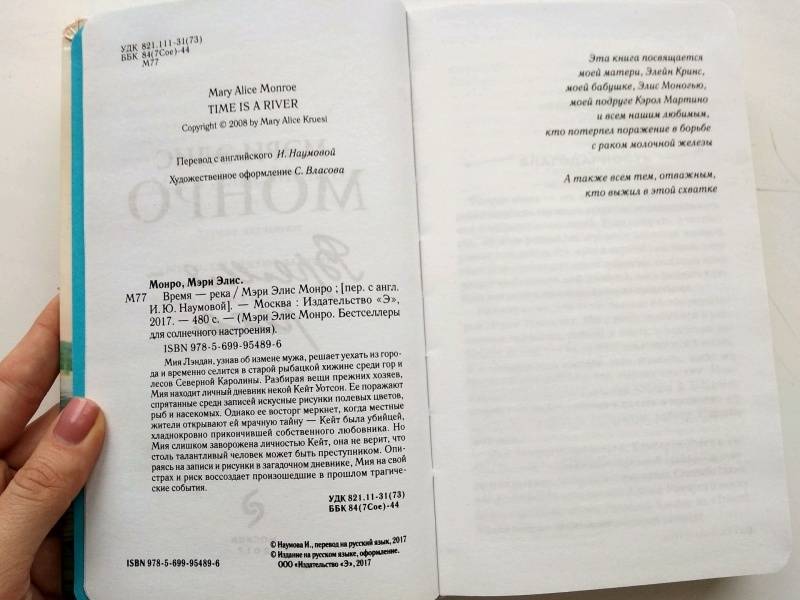 УДК 821.111-31(73)
ББК 84(7Сое)-44
М77
Mary Alice Monroe
TIME IS A RIVER
Copyright © 2008 by Mary Alice Kruesi
Перевод с английского И. Наумовой
Художественное оформление С. Власова
Монро, Мэри Элис.
М77 Время — река / Мэри Элис Монро ; [пер. с англ.
И. Ю. Наумовой]. — Москва : Издательство «Э»,
2017. — 480 с. — (Мэри Элис Монро. Бестселлеры
для солнечного настроения).
ISBN 978-5-699-95489-6
Мия Лэндан, узнав об измене мужа, решает уехать из горо-
да и временно селится в старой рыбацкой хижине среди гор и
лесов Северной Каролины. Разбирая вещи прежних хозяев,
Мия находит личный дневник некой Кейт Уотсон. Ее поражают
спрятанные среди записей искусные рисунки полевых цветов,
рыб и насекомых. Однако ее восторг меркнет, когда местные
жители открывают ей мрачную тайну — Кейт была убийцей,
хладнокровно прикончившей собственного любовника. Но
Мия слишком заворожена личностью Кейт, она не верит, что
столь талантливый человек может быть преступником. Опи-
раясь на записи и рисунки в загадочном дневнике, Мия на свой
страх и риск воссоздает произошедшие в прошлом трагиче-
ские события.
УДК 821.11-31(73)
ББК 84(7Сое)-44
© Наумова И., перевод на русский язык, 2017
© Издание на русском языке, оформление.
ООО «Издательство «Э», 2017
ISBN 978-5-699-95489-6
Эта книга посвящается
моей матери, Элейн Кринс,
моей бабушке, Элис Моногью,
моей подруге Кэрол Мартино
и всем нашим любимым,
кто потерпел поражение в борьбе
с раком молочной железы
А также всем тем, отважным,
кто выжил в этой схватке